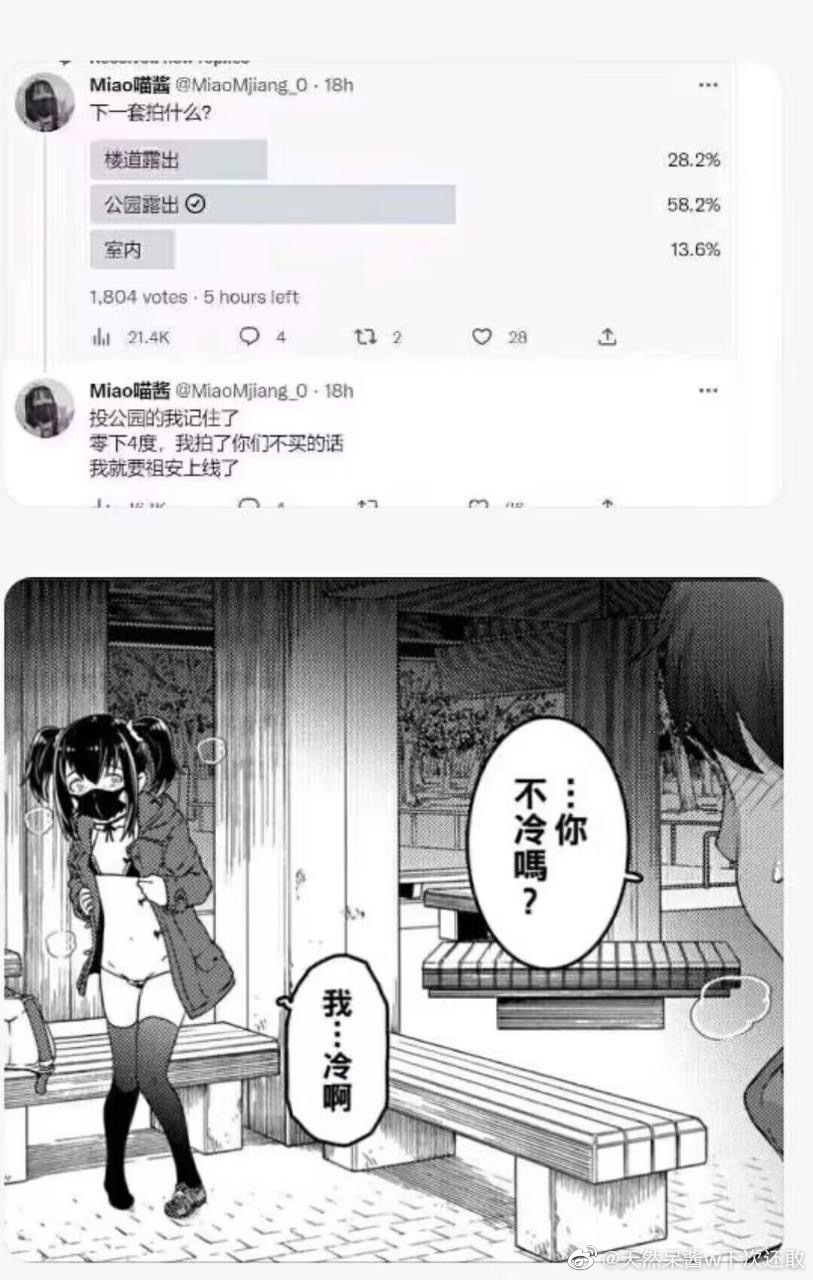 Miao喵酱 @MiaoMjiang_0 · 18h
下一套拍什么?
楼道露出 28.2%
公园露出 58.2%
室内 13.6%
1,804 votes · 5 hours left
21.4K 4 2 28
Miao喵酱 @MiaoMjiang_0 · 18h
投公园的我记住了
零下4度，我拍了你们不买的话
我就要祖安上线了
…你
不冷嗎?
我…冷啊
@天然呆酱w下次还敢